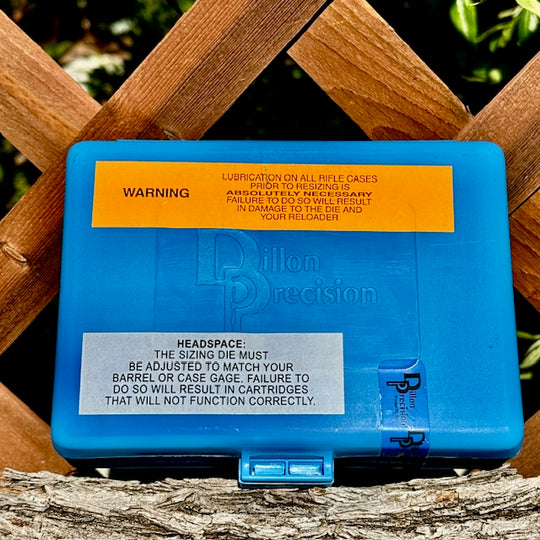 WARNING
LUBRICATION ON ALL RIFLE CASES
PRIOR TO RESIZING IS
ABSOLUTELY NECESSARY
FAILURE TO DO SO WILL RESULT
IN DAMAGE TO THE DIE AND
YOUR RELOADER
Dillon
Precision
HEADSPACE:
THE SIZING DIE MUST
BE ADJUSTED TO MATCH YOUR
BARREL OR CASE GAGE. FAILURE TO
DO SO WILL RESULT IN CARTRIDGES
THAT WILL NOT FUNCTION CORRECTLY.
Dillon
Precision